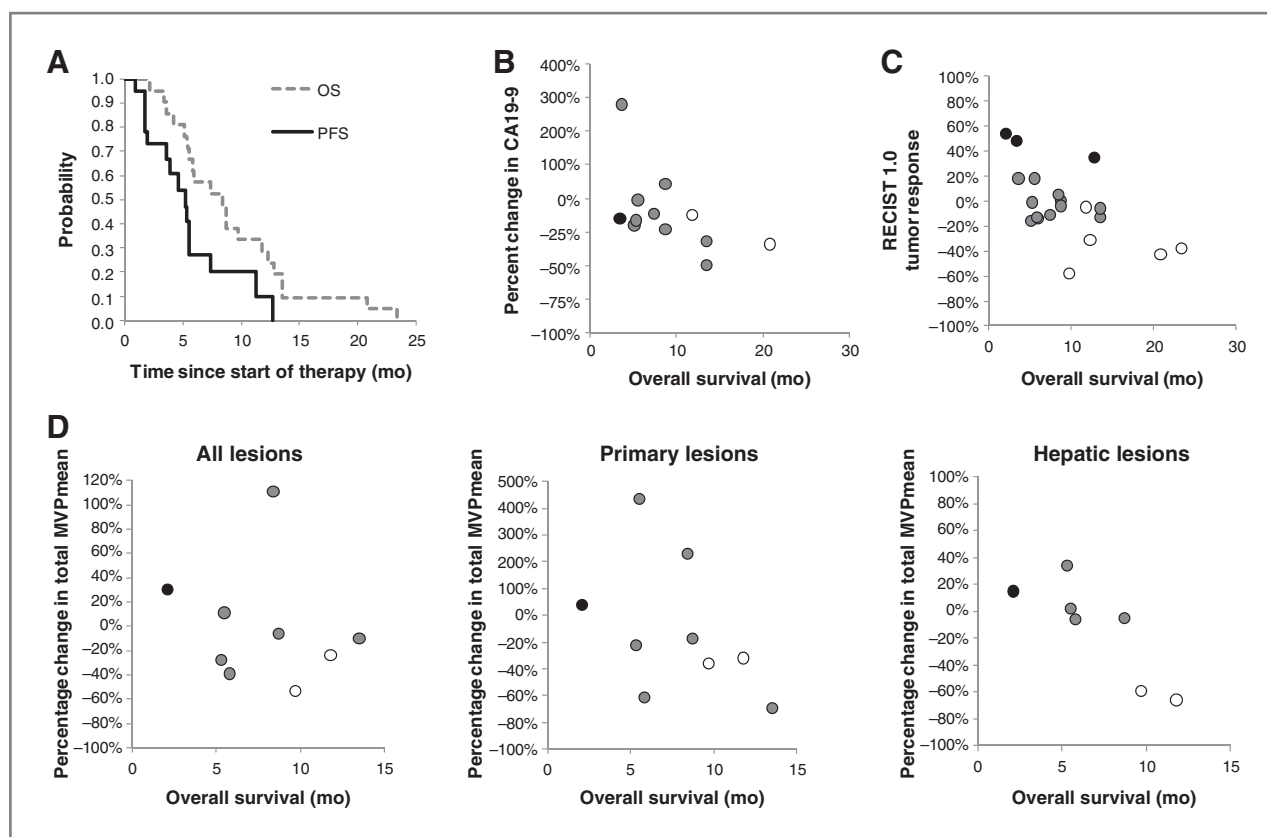 A
1.0
0.9
0.8
0.7
0.6
0.5
0.4
0.3
0.2
0.1
0.0
Probability
OS
PFS
0 5 10 15 20 25
Time since start of therapy (mo)
B
400%
300%
200%
100%
0%
–25%
–50%
–75%
–100%
Percent change in CA19-9
0 10 20 30
Overall survival (mo)
C
100%
80%
60%
40%
20%
0%
–20%
–40%
–60%
–80%
–100%
RECIST 1.0
tumor response
0 10 20 30
Overall survival (mo)
D
All lesions
120%
100%
80%
60%
40%
20%
0%
–20%
–40%
–60%
–80%
–100%
Percentage change in total MVPmean
0 5 10 15
Overall survival (mo)
Primary lesions
500%
400%
300%
200%
100%
0%
–20%
–40%
–60%
–80%
–100%
Percentage change in total MVPmean
0 5 10 15
Overall survival (mo)
Hepatic lesions
100%
80%
60%
40%
20%
0%
–20%
–40%
–60%
–80%
–100%
Percentage change in total MVPmean
0 5 10 15
Overall survival (mo)